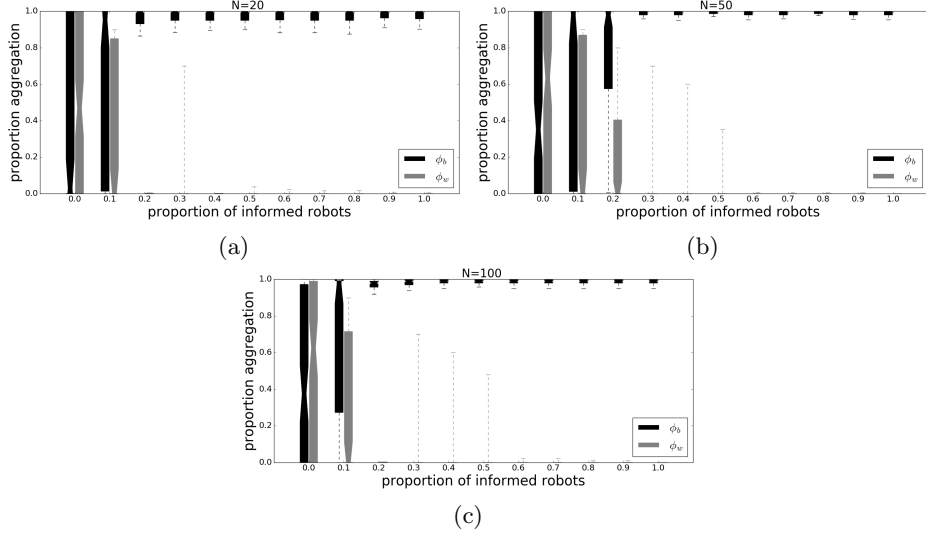 N=20
1.0
0.8
0.6
0.4
0.2
0.0
proportion aggregation
ϕb
ϕw
0.0 0.1 0.2 0.3 0.4 0.5 0.6 0.7 0.8 0.9 1.0
proportion of informed robots
(a)
N=50
1.0
0.8
0.6
0.4
0.2
0.0
proportion aggregation
ϕb
ϕw
0.0 0.1 0.2 0.3 0.4 0.5 0.6 0.7 0.8 0.9 1.0
proportion of informed robots
(b)
N=100
1.0
0.8
0.6
0.4
0.2
0.0
proportion aggregation
ϕb
ϕw
0.0 0.1 0.2 0.3 0.4 0.5 0.6 0.7 0.8 0.9 1.0
proportion of informed robots
(c)